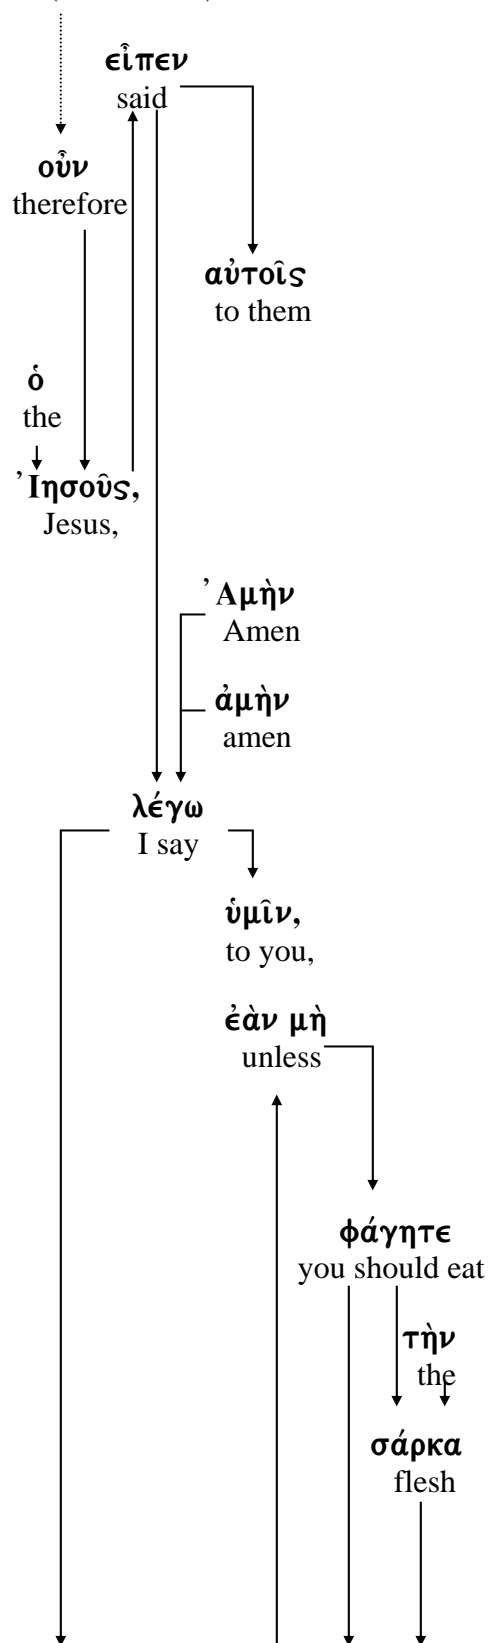 εἶπεν
said
οὖν
therefore
αὐτοῖς
to them
ὁ
the
Ἰησοῦς,
Jesus,
Ἀμὴν
Amen
ἀμὴν
amen
λέγω
I say
ὑμῖν,
to you,
ἐὰν μὴ
unless
φάγητε
you should eat
τὴν
the
σάρκα
flesh